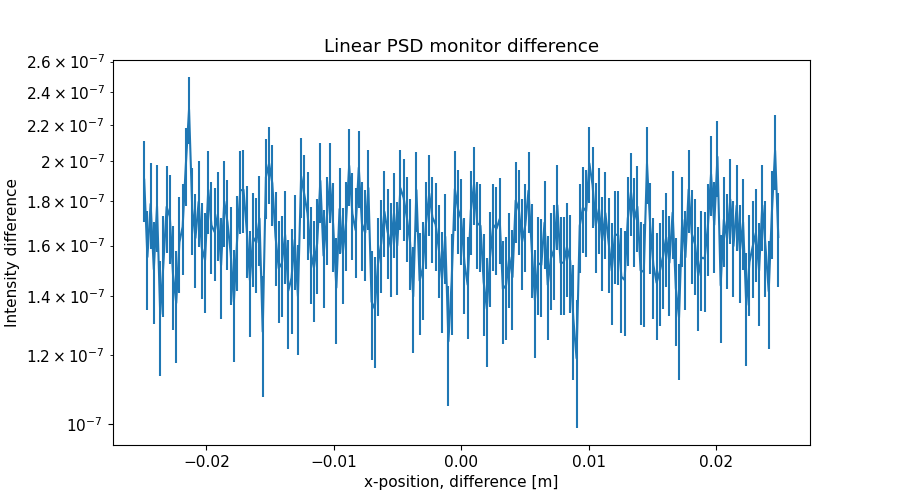 Linear PSD monitor difference
Intensity difference
2.6 × 10⁻⁷
2.4 × 10⁻⁷
2.2 × 10⁻⁷
2 × 10⁻⁷
1.8 × 10⁻⁷
1.6 × 10⁻⁷
1.4 × 10⁻⁷
1.2 × 10⁻⁷
10⁻⁷
−0.02 −0.01 0.00 0.01 0.02
x-position, difference [m]